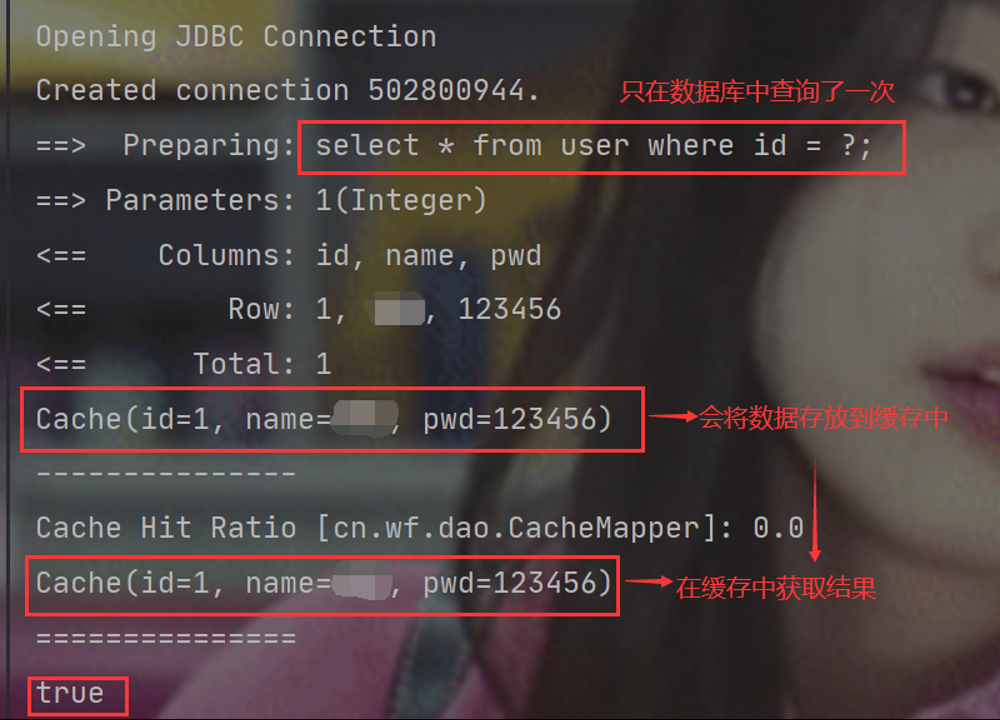 Opening JDBC Connection
Created connection 502800944.
只在数据库中查询了一次
==>  Preparing: select * from user where id = ?;
==> Parameters: 1(Integer)
<==    Columns: id, name, pwd
<==        Row: 1, , 123456
<==      Total: 1
Cache(id=1, name=, pwd=123456)
会将数据存放到缓存中
---------------
Cache Hit Ratio [cn.wf.dao.CacheMapper]: 0.0
Cache(id=1, name=, pwd=123456)
在缓存中获取结果
===============
true